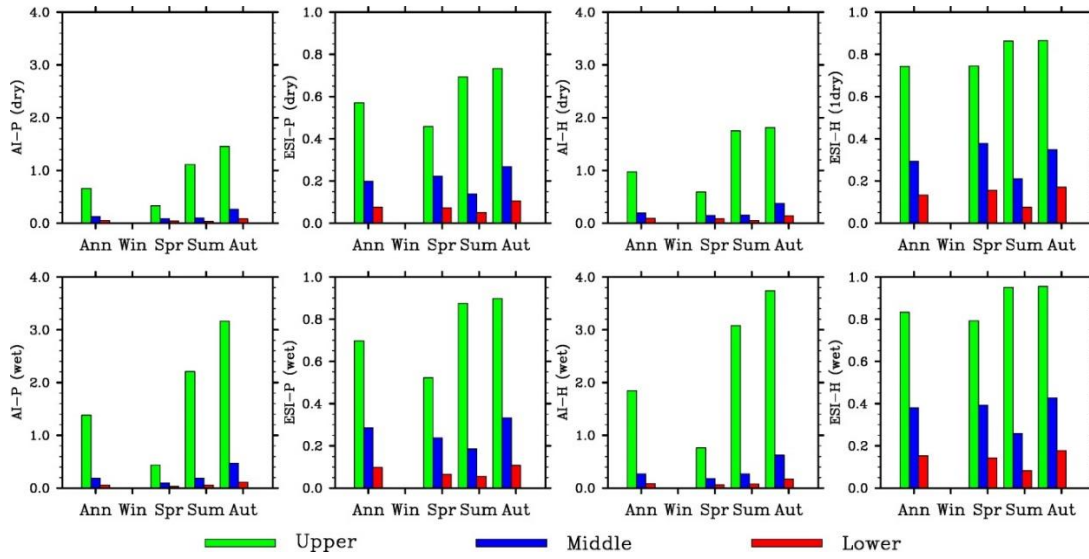 AI-P (dry)
4.0
3.0
2.0
1.0
0.0
Ann Win Spr Sum Aut
ESI-P (dry)
1.0
0.8
0.6
0.4
0.2
0.0
Ann Win Spr Sum Aut
AI-H (dry)
4.0
3.0
2.0
1.0
0.0
Ann Win Spr Sum Aut
ESI-H (1dry)
1.0
0.8
0.6
0.4
0.2
0.0
Ann Win Spr Sum Aut
AI-P (wet)
4.0
3.0
2.0
1.0
0.0
Ann Win Spr Sum Aut
ESI-P (wet)
1.0
0.8
0.6
0.4
0.2
0.0
Ann Win Spr Sum Aut
AI-H (wet)
4.0
3.0
2.0
1.0
0.0
Ann Win Spr Sum Aut
ESI-H (wet)
1.0
0.8
0.6
0.4
0.2
0.0
Ann Win Spr Sum Aut
Upper Middle Lower